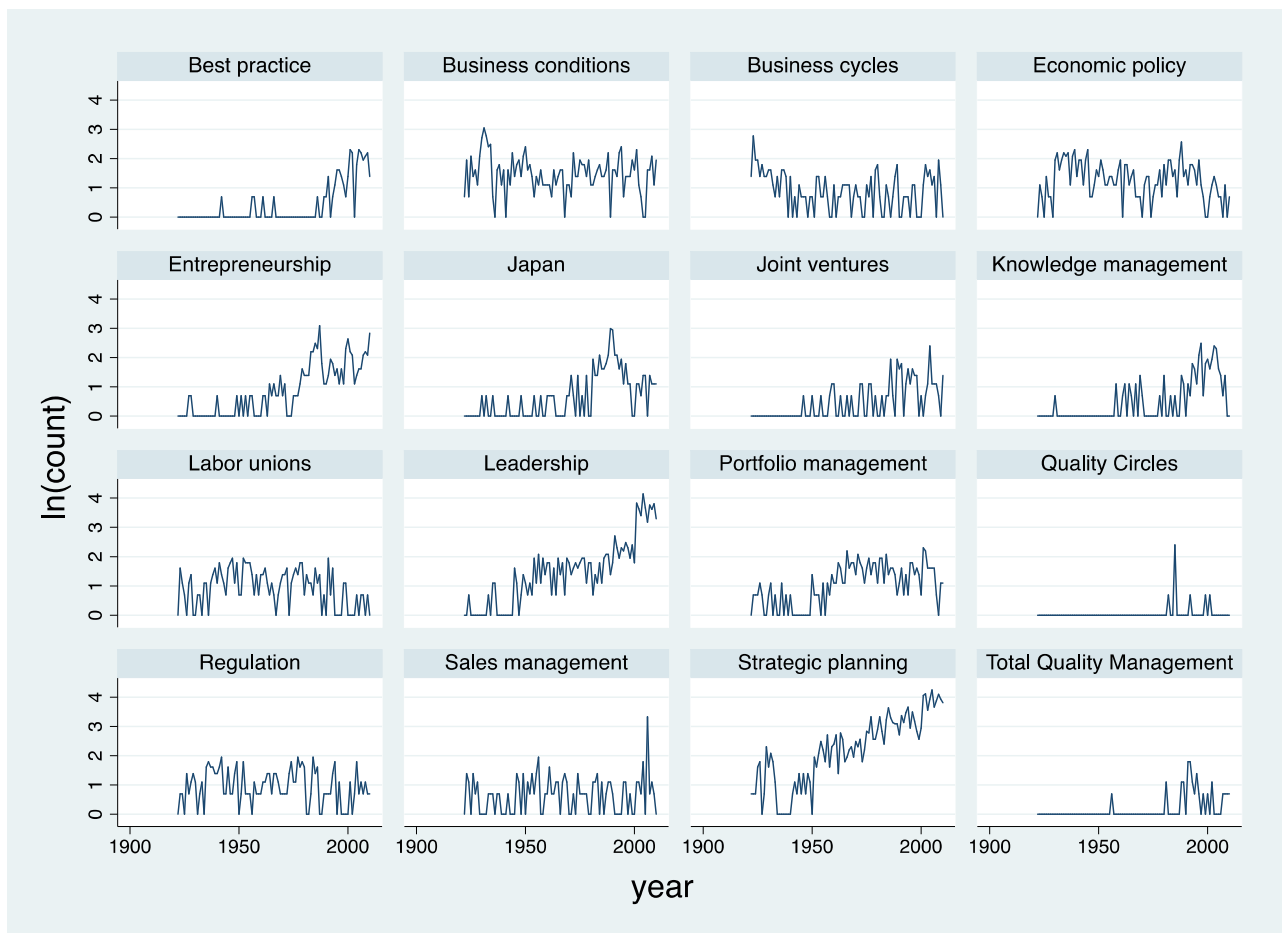 Best practice Business conditions Business cycles Economic policy
4
3
2
1
0
Entrepreneurship Japan Joint ventures Knowledge management
4
3
2
1
0
ln(count)
Labor unions Leadership Portfolio management Quality Circles
4
3
2
1
0
Regulation Sales management Strategic planning Total Quality Management
4
3
2
1
0
1900 1950 2000 1900 1950 2000 1900 1950 2000 1900 1950 2000
year